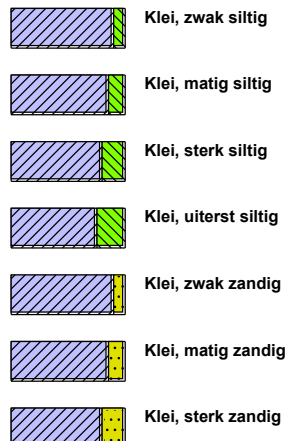 Klei, zwak siltig
Klei, matig siltig
Klei, sterk siltig
Klei, uiterst siltig
Klei, zwak zandig
Klei, matig zandig
Klei, sterk zandig